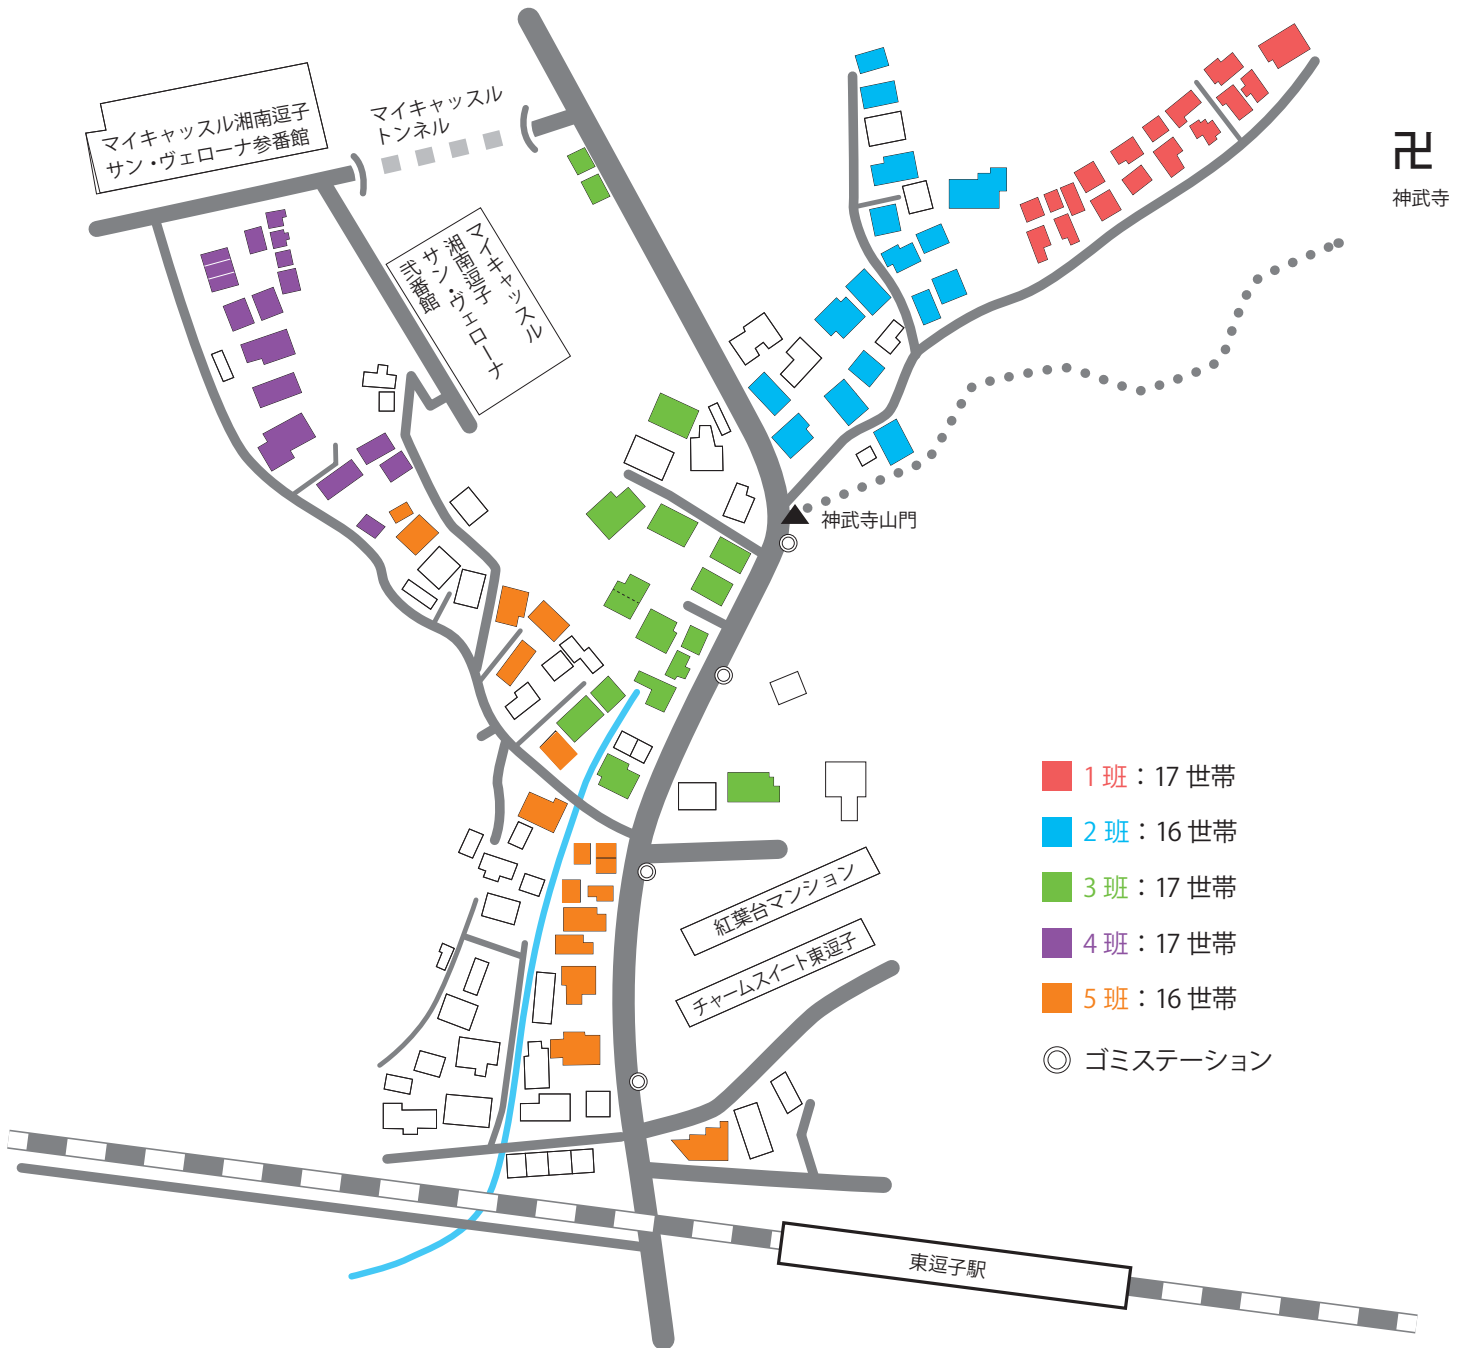 マイキャッスル湘南逗子
サン・ヴェローナ参番館
マイキャッスル
トンネル
マイキャッスル
湘南逗子
サン・ヴェローナ
弐番館
卍
神武寺
神武寺山門
1 班：17 世帯
2 班：16 世帯
3 班：17 世帯
4 班：17 世帯
5 班：16 世帯
ゴミステーション
紅葉台マンション
チャームスイート東逗子
東逗子駅